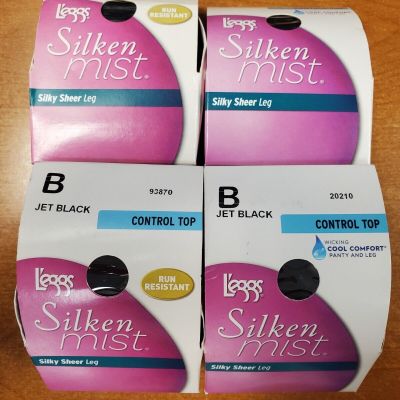 L'eggs
RUN
RESISTANT
Silken
mist®
Silky Sheer Leg
COOL COMFORT
Silken
mist®
Silky Sheer Leg
B
93870
JET BLACK
CONTROL TOP
L'eggs
RUN
RESISTANT
Silken
mist®
Silky Sheer Leg
B
20210
JET BLACK
CONTROL TOP
WICKING
COOL COMFORT®
PANTY AND LEG
L'eggs
Silken
mist®
Silky Sheer Leg